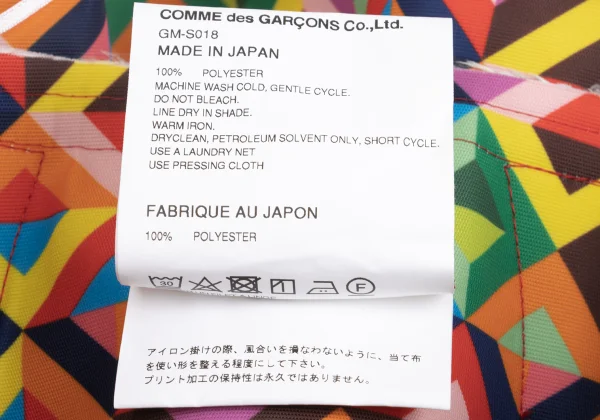 COMME des GARÇONS Co.,Ltd.
GM-S018
MADE IN JAPAN
100% POLYESTER
MACHINE WASH COLD, GENTLE CYCLE.
DO NOT BLEACH.
LINE DRY IN SHADE.
WARM IRON.
DRYCLEAN, PETROLEUM SOLVENT ONLY, SHORT CYCLE.
USE A LAUNDRY NET
USE PRESSING CLOTH
FABRIQUE AU JAPON
100% POLYESTER
30 F
アイロン掛けの際、風合いを損なわないように、当て布
を使い形を整える程度にして下さい。
プリント加工の保持性は永久ではありません。